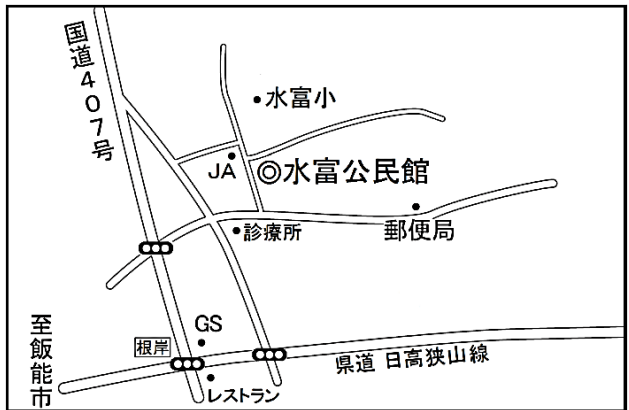 国道407号
水富小
JA
水富公民館
診療所
郵便局
GS
根岸
至飯能市
県道 日高狭山線
レストラン